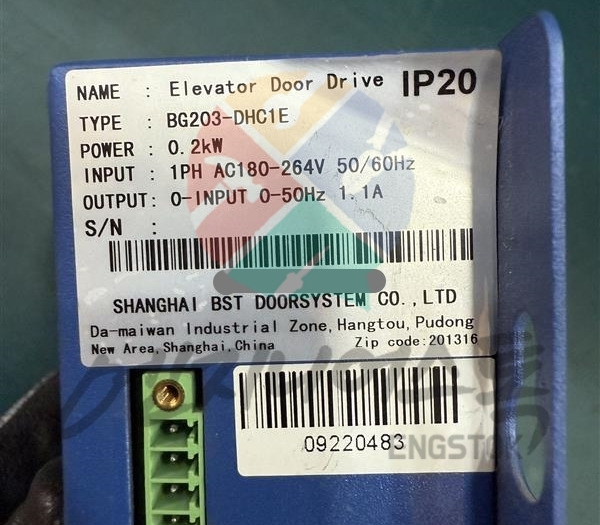 NAME : Elevator Door Drive IP20
TYPE : BG203-DHC1E
POWER : 0.2kW
INPUT : 1PH AC180-264V 50/60Hz
OUTPUT: 0-INPUT 0-50Hz 1.1A
S/N :
SHANGHAI BST DOORSYSTEM CO.,LTD
Da-maiwan Industrial Zone,Hangtou,Pudong
New Area,Shanghai,China Zip code:201316
09220483
ENGSTOK